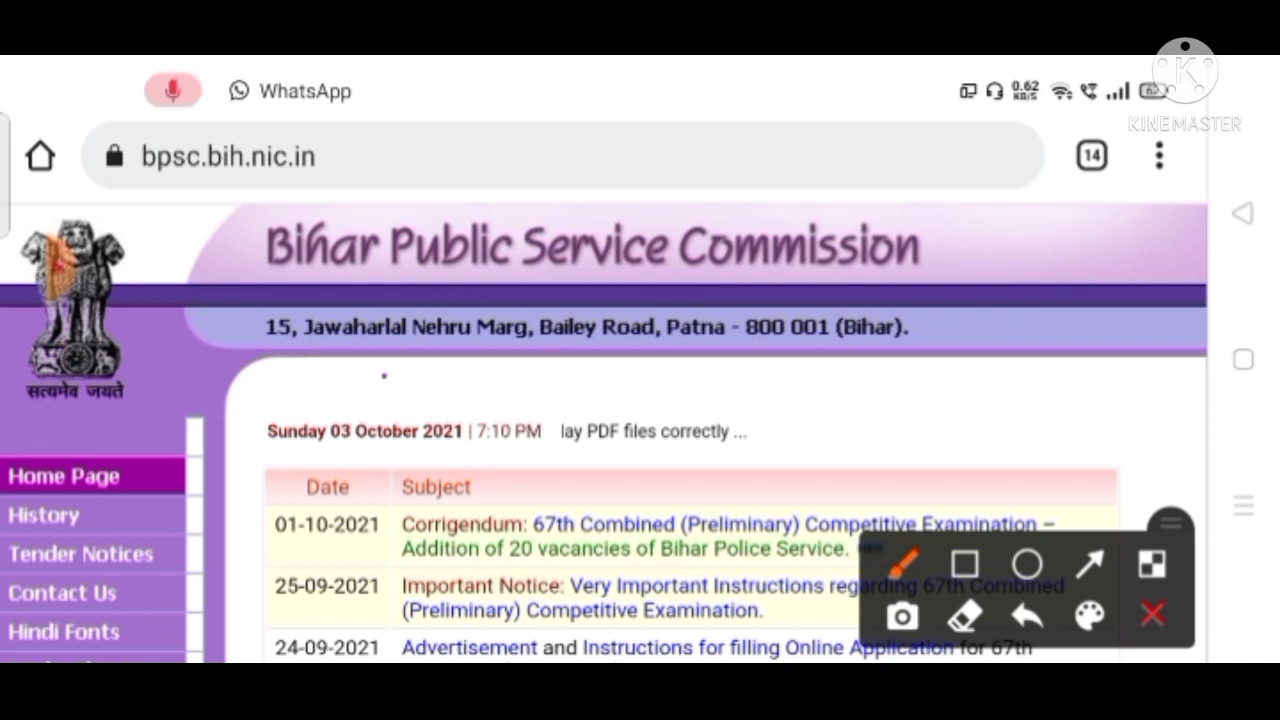 WhatsApp
0.62
KB/S
KINEMASTER
bpsc.bih.nic.in
14
Bihar Public Service Commission
15, Jawaharlal Nehru Marg, Bailey Road, Patna - 800 001 (Bihar).
सत्यमेव जयते
Sunday 03 October 2021 | 7:10 PM lay PDF files correctly ...
Home Page
History
Tender Notices
Contact Us
Hindi Fonts
Date Subject
01-10-2021 Corrigendum: 67th Combined (Preliminary) Competitive Examination –
Addition of 20 vacancies of Bihar Police Service.
25-09-2021 Important Notice: Very Important Instructions regarding 67th Combined
(Preliminary) Competitive Examination.
24-09-2021 Advertisement and Instructions for filling Online Application for 67th